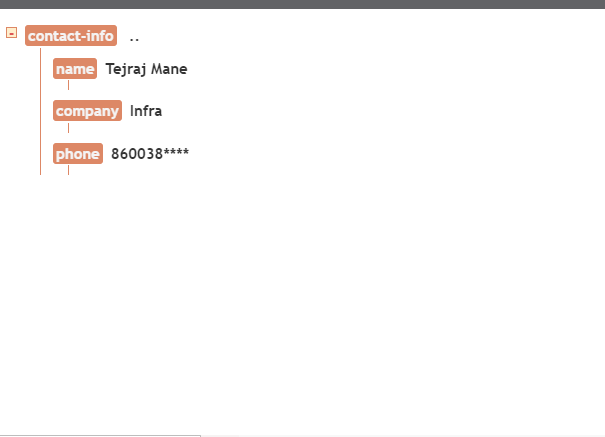 contact-info ..
name Tejraj Mane
company Infra
phone 860038****